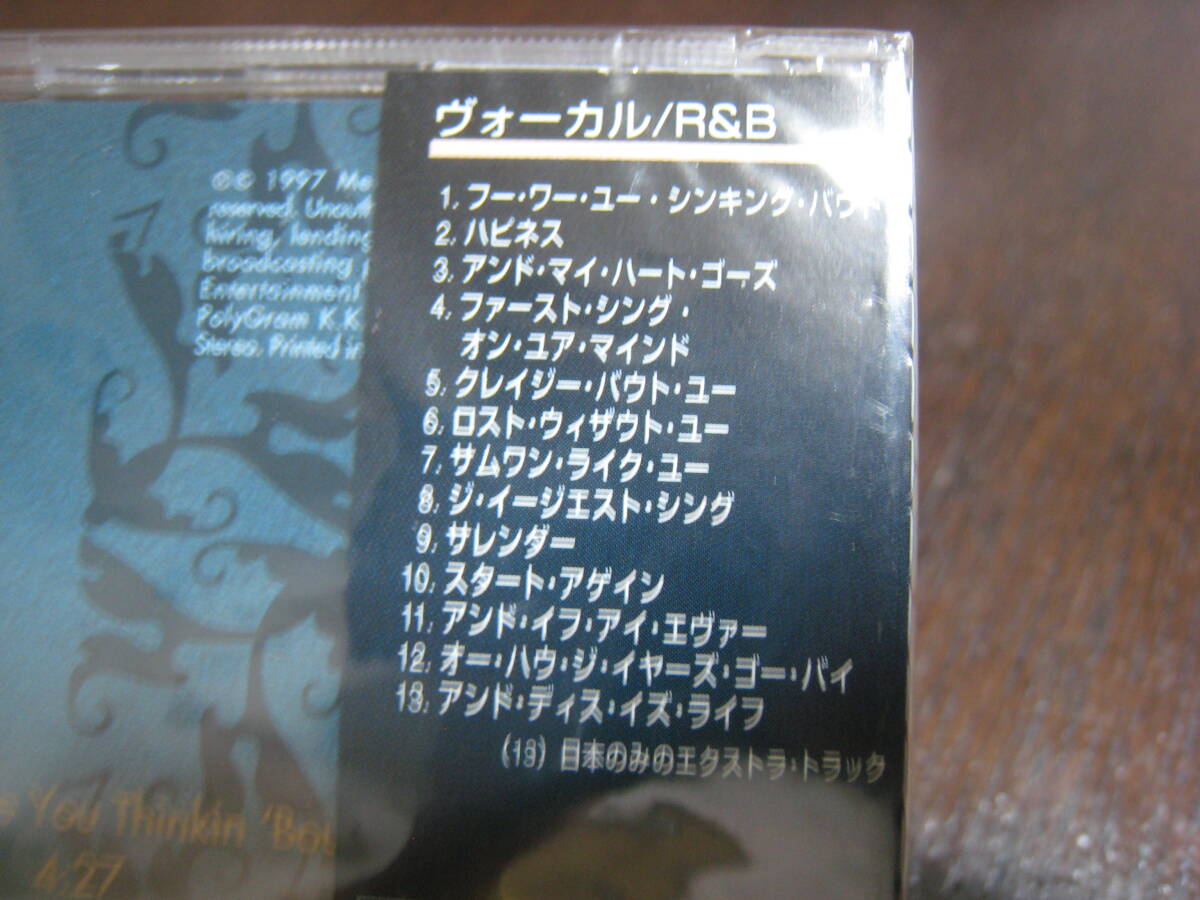 ヴォーカル/R&B
1. フー・ワー・ユー・シンキング・バウト
2. ハピネス
3. アンド・マイ・ハート・ゴーズ
4. ファースト・シング・
オン・ユア・マインド
5. クレイジー・バウト・ユー
6. ロスト・ウィザウト・ユー
7. サムワン・ライク・ユー
8. ジ・イージエスト・シング
9. サレンダー
10. スタート・アゲイン
11. アンド・イフ・アイ・エヴァー
12. オー・ハウ・ジ・イヤーズ・ゴー・バイ
13. アンド・ディス・イズ・ライフ
(13) 日本のみのエクストラ・トラック
℗© 1997 Me
reserved. Unauth
hiring, lending
broadcasting
Entertainment
PolyGram K.K.
Stereo. Printed in
You Thinkin 'Bou
4:27